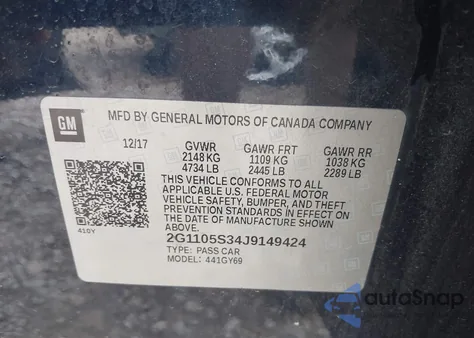 GM
MFD BY GENERAL MOTORS OF CANADA COMPANY
12/17 GVWR GAWR FRT GAWR RR
2148 KG 1109 KG 1038 KG
4734 LB 2445 LB 2289 LB
THIS VEHICLE CONFORMS TO ALL
APPLICABLE U.S. FEDERAL MOTOR
VEHICLE SAFETY, BUMPER, AND THEFT
PREVENTION STANDARDS IN EFFECT
ON THE DATE OF MANUFACTURE SHOWN
ABOVE.
410Y
2G1105S34J9149424
TYPE: PASS CAR
MODEL: 441GY69
autoSnap